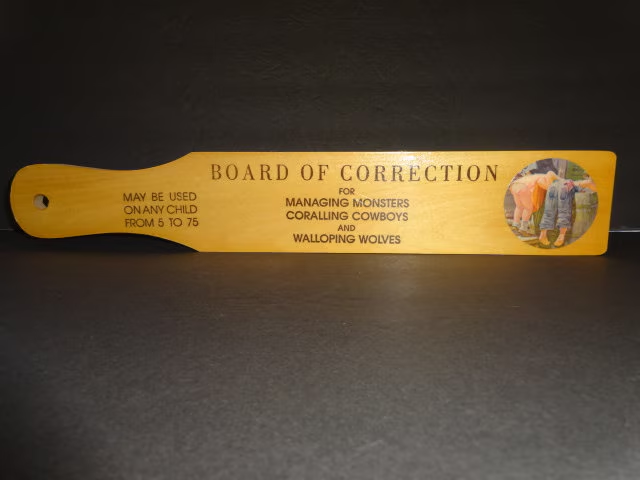 BOARD OF CORRECTION
FOR
MANAGING MONSTERS
CORALLING COWBOYS
AND
WALLOPING WOLVES
MAY BE USED
ON ANY CHILD
FROM 5 TO 75